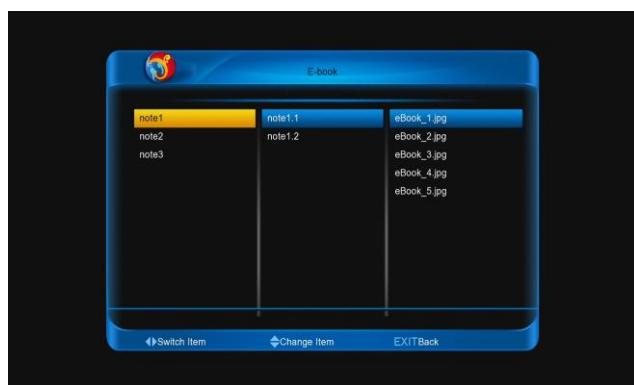 E-book
note1 note1.1 eBook_1.jpg
note2 note1.2 eBook_2.jpg
note3 eBook_3.jpg
eBook_4.jpg
eBook_5.jpg
Switch Item Change Item EXITBack